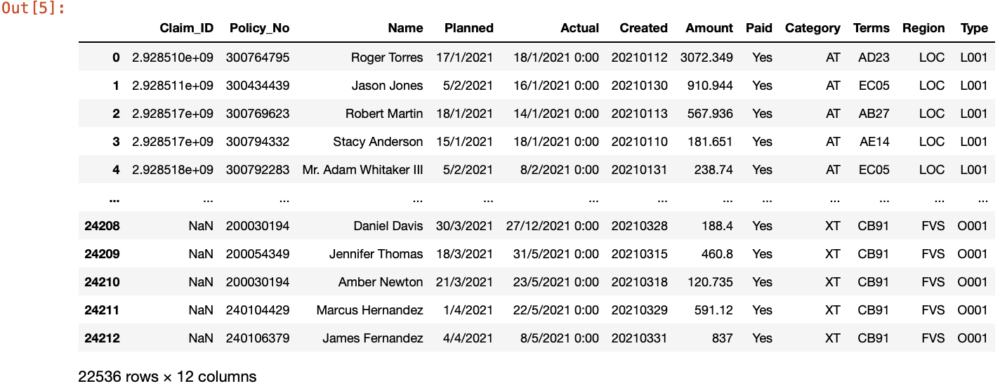 Out[5]:
Claim_ID Policy_No Name Planned Actual Created Amount Paid Category Terms Region Type
0 2.928510e+09 300764795 Roger Torres 17/1/2021 18/1/2021 0:00 20210112 3072.349 Yes AT AD23 LOC L001
1 2.928511e+09 300434439 Jason Jones 5/2/2021 16/1/2021 0:00 20210130 910.944 Yes AT EC05 LOC L001
2 2.928517e+09 300769623 Robert Martin 18/1/2021 14/1/2021 0:00 20210113 567.936 Yes AT AB27 LOC L001
3 2.928517e+09 300794332 Stacy Anderson 15/1/2021 18/1/2021 0:00 20210110 181.651 Yes AT AE14 LOC L001
4 2.928518e+09 300792283 Mr. Adam Whitaker III 5/2/2021 8/2/2021 0:00 20210131 238.74 Yes AT EC05 LOC L001
... ... ... ... ... ... ... ... ... ... ... ... ...
24208 NaN 200030194 Daniel Davis 30/3/2021 27/12/2021 0:00 20210328 188.4 Yes XT CB91 FVS O001
24209 NaN 200054349 Jennifer Thomas 18/3/2021 31/5/2021 0:00 20210315 460.8 Yes XT CB91 FVS O001
24210 NaN 200030194 Amber Newton 21/3/2021 23/5/2021 0:00 20210318 120.735 Yes XT CB91 FVS O001
24211 NaN 240104429 Marcus Hernandez 1/4/2021 22/5/2021 0:00 20210329 591.12 Yes XT CB91 FVS O001
24212 NaN 240106379 James Fernandez 4/4/2021 8/5/2021 0:00 20210331 837 Yes XT CB91 FVS O001
22536 rows × 12 columns